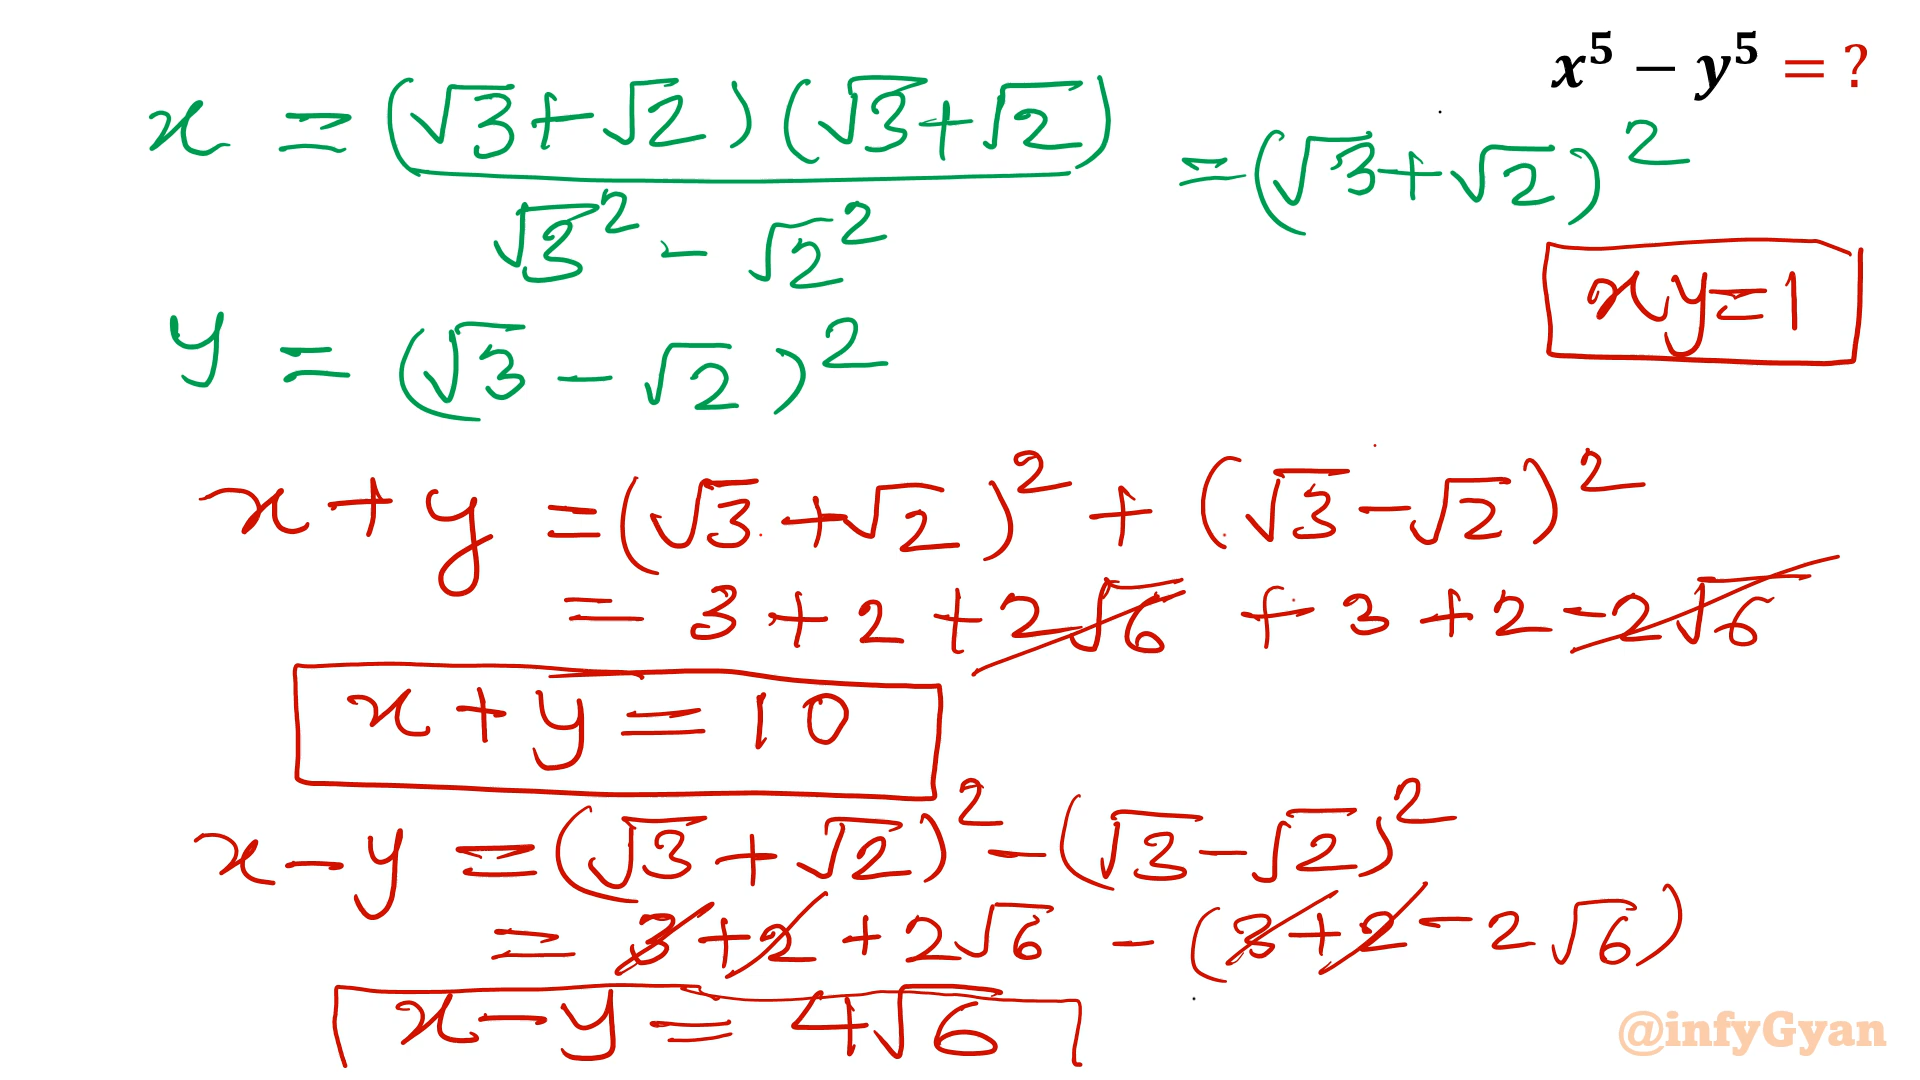 x⁵ − y⁵ = ?
x = (√3+√2)(√3+√2) / √3² − √2² = (√3+√2)²
xy=1
y = (√3 − √2)²
x+y = (√3+√2)² + (√3−√2)²
= 3+2+2√6 + 3+2−2√6
x+y = 10
x−y = (√3+√2)² − (√3−√2)²
= 3+2+2√6 − (3+2−2√6)
x−y = 4√6
@infyGyan